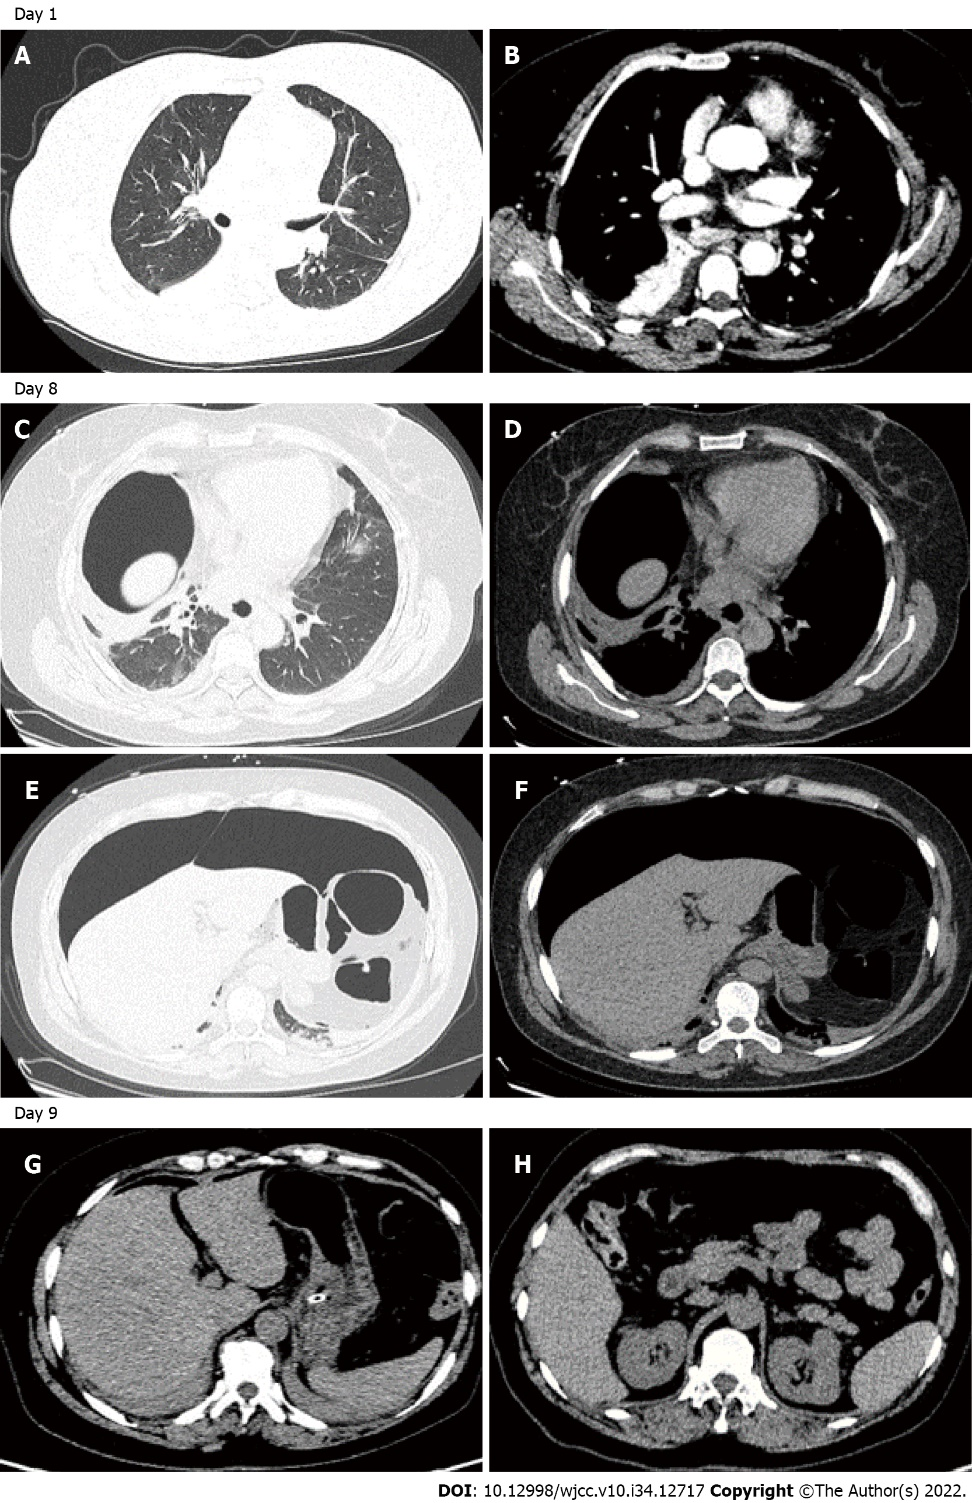 Day 1
A
B
Day 8
C
D
E
F
Day 9
G
H
DOI: 10.12998/wjcc.v10.i34.12717 Copyright ©The Author(s) 2022.